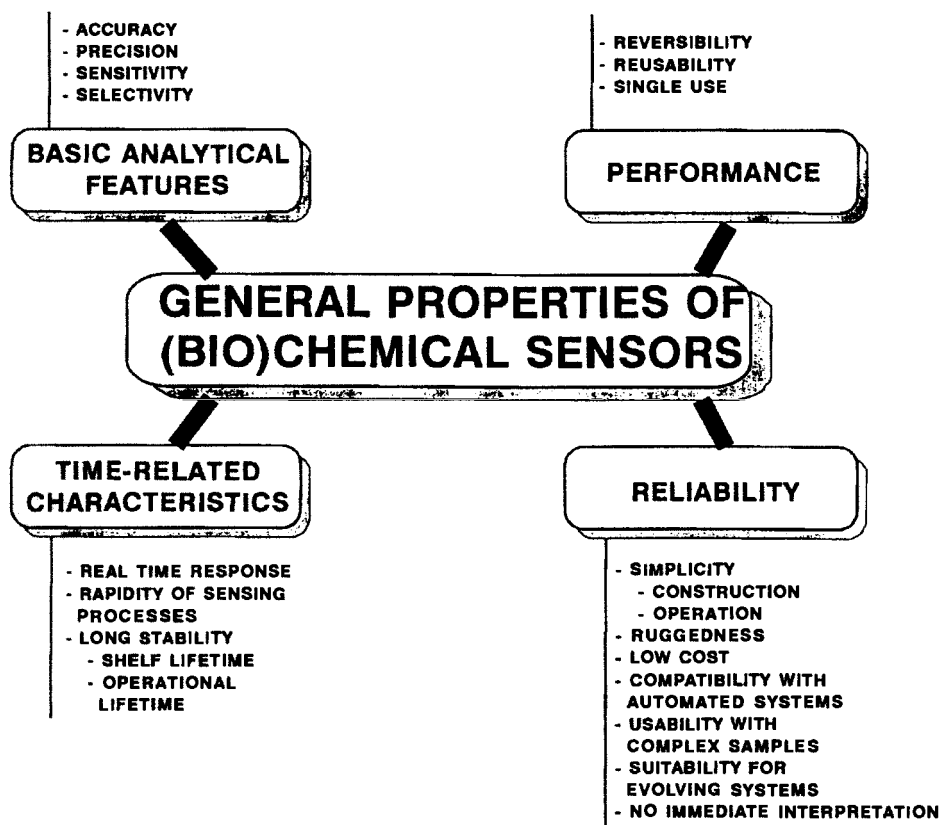 - ACCURACY
- PRECISION
- SENSITIVITY
- SELECTIVITY
BASIC ANALYTICAL
FEATURES
- REVERSIBILITY
- REUSABILITY
- SINGLE USE
PERFORMANCE
GENERAL PROPERTIES OF
(BIO)CHEMICAL SENSORS
TIME-RELATED
CHARACTERISTICS
- REAL TIME RESPONSE
- RAPIDITY OF SENSING
PROCESSES
- LONG STABILITY
- SHELF LIFETIME
- OPERATIONAL
LIFETIME
RELIABILITY
- SIMPLICITY
- CONSTRUCTION
- OPERATION
- RUGGEDNESS
- LOW COST
- COMPATIBILITY WITH
AUTOMATED SYSTEMS
- USABILITY WITH
COMPLEX SAMPLES
- SUITABILITY FOR
EVOLVING SYSTEMS
- NO IMMEDIATE INTERPRETATION